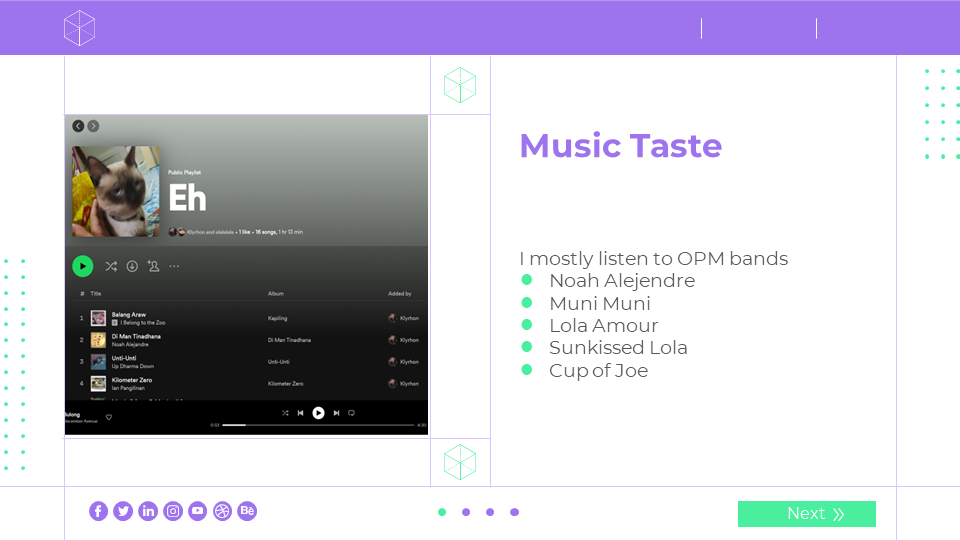 Public Playlist
Eh
Klyrhon and elslelsle • 1 like • 16 songs, 1 hr 13 min
# Title Album Added by
1 Balang Araw Kapiling Klyrhon
E I Belong to the Zoo
2 Di Man Tinadhana Di Man Tinadhana Klyrhon
Noah Alejandre
3 Unti-Unti Unti-Unti Klyrhon
Up Dharma Down
4 Kilometer Zero Kilometer Zero Klyrhon
Ian Pangilinan
Bulong
December Avenue
0:33 4:50
Music Taste
I mostly listen to OPM bands
Noah Alejendre
Muni Muni
Lola Amour
Sunkissed Lola
Cup of Joe
Bē
Next